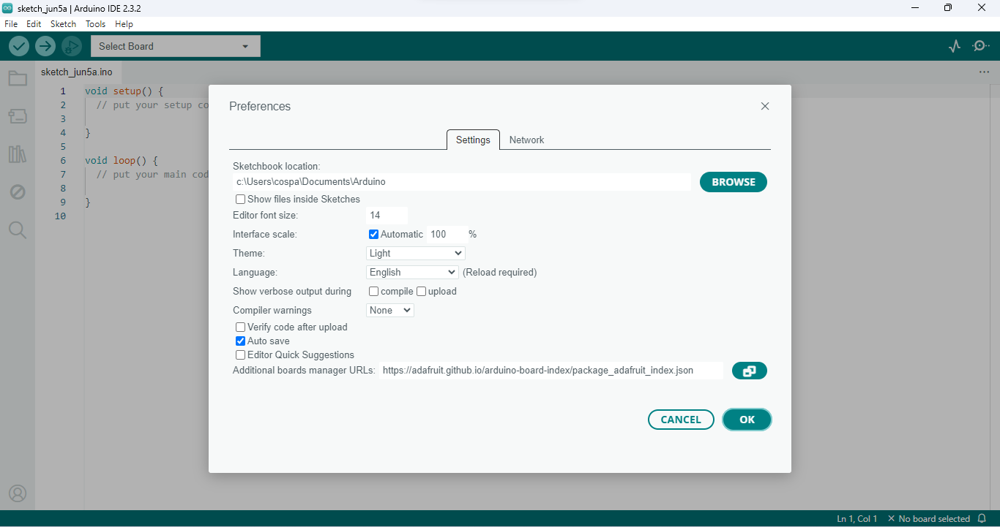 sketch_jun5a | Arduino IDE 2.3.2
File Edit Sketch Tools Help
Select Board
sketch_jun5a.ino
1 void setup() {
2 // put your setup co
3
4 }
5
6 void loop() {
7 // put your main cod
8
9 }
10
Preferences
Settings Network
Sketchbook location:
c:\Users\cospa\Documents\Arduino
BROWSE
Show files inside Sketches
Editor font size: 14
Interface scale: Automatic 100 %
Theme: Light
Language: English (Reload required)
Show verbose output during compile upload
Compiler warnings None
Verify code after upload
Auto save
Editor Quick Suggestions
Additional boards manager URLs: https://adafruit.github.io/arduino-board-index/package_adafruit_index.json
CANCEL OK
Ln 1, Col 1 No board selected